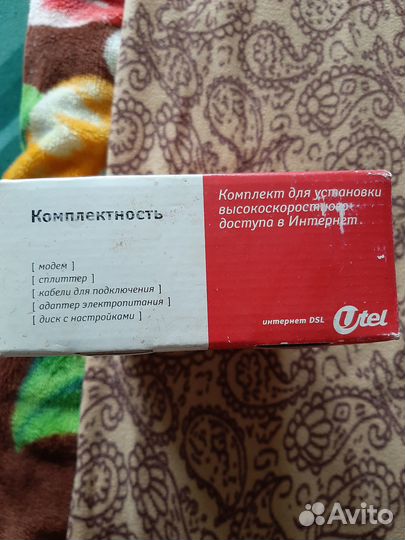 Комплектность
[ модем ]
[ сплиттер ]
[ кабели для подключения ]
[ адаптер электропитания ]
[ диск с настройками ]
Комплект для установки
высокоскоростного
доступа в Интернет
интернет DSL Utel
Avito